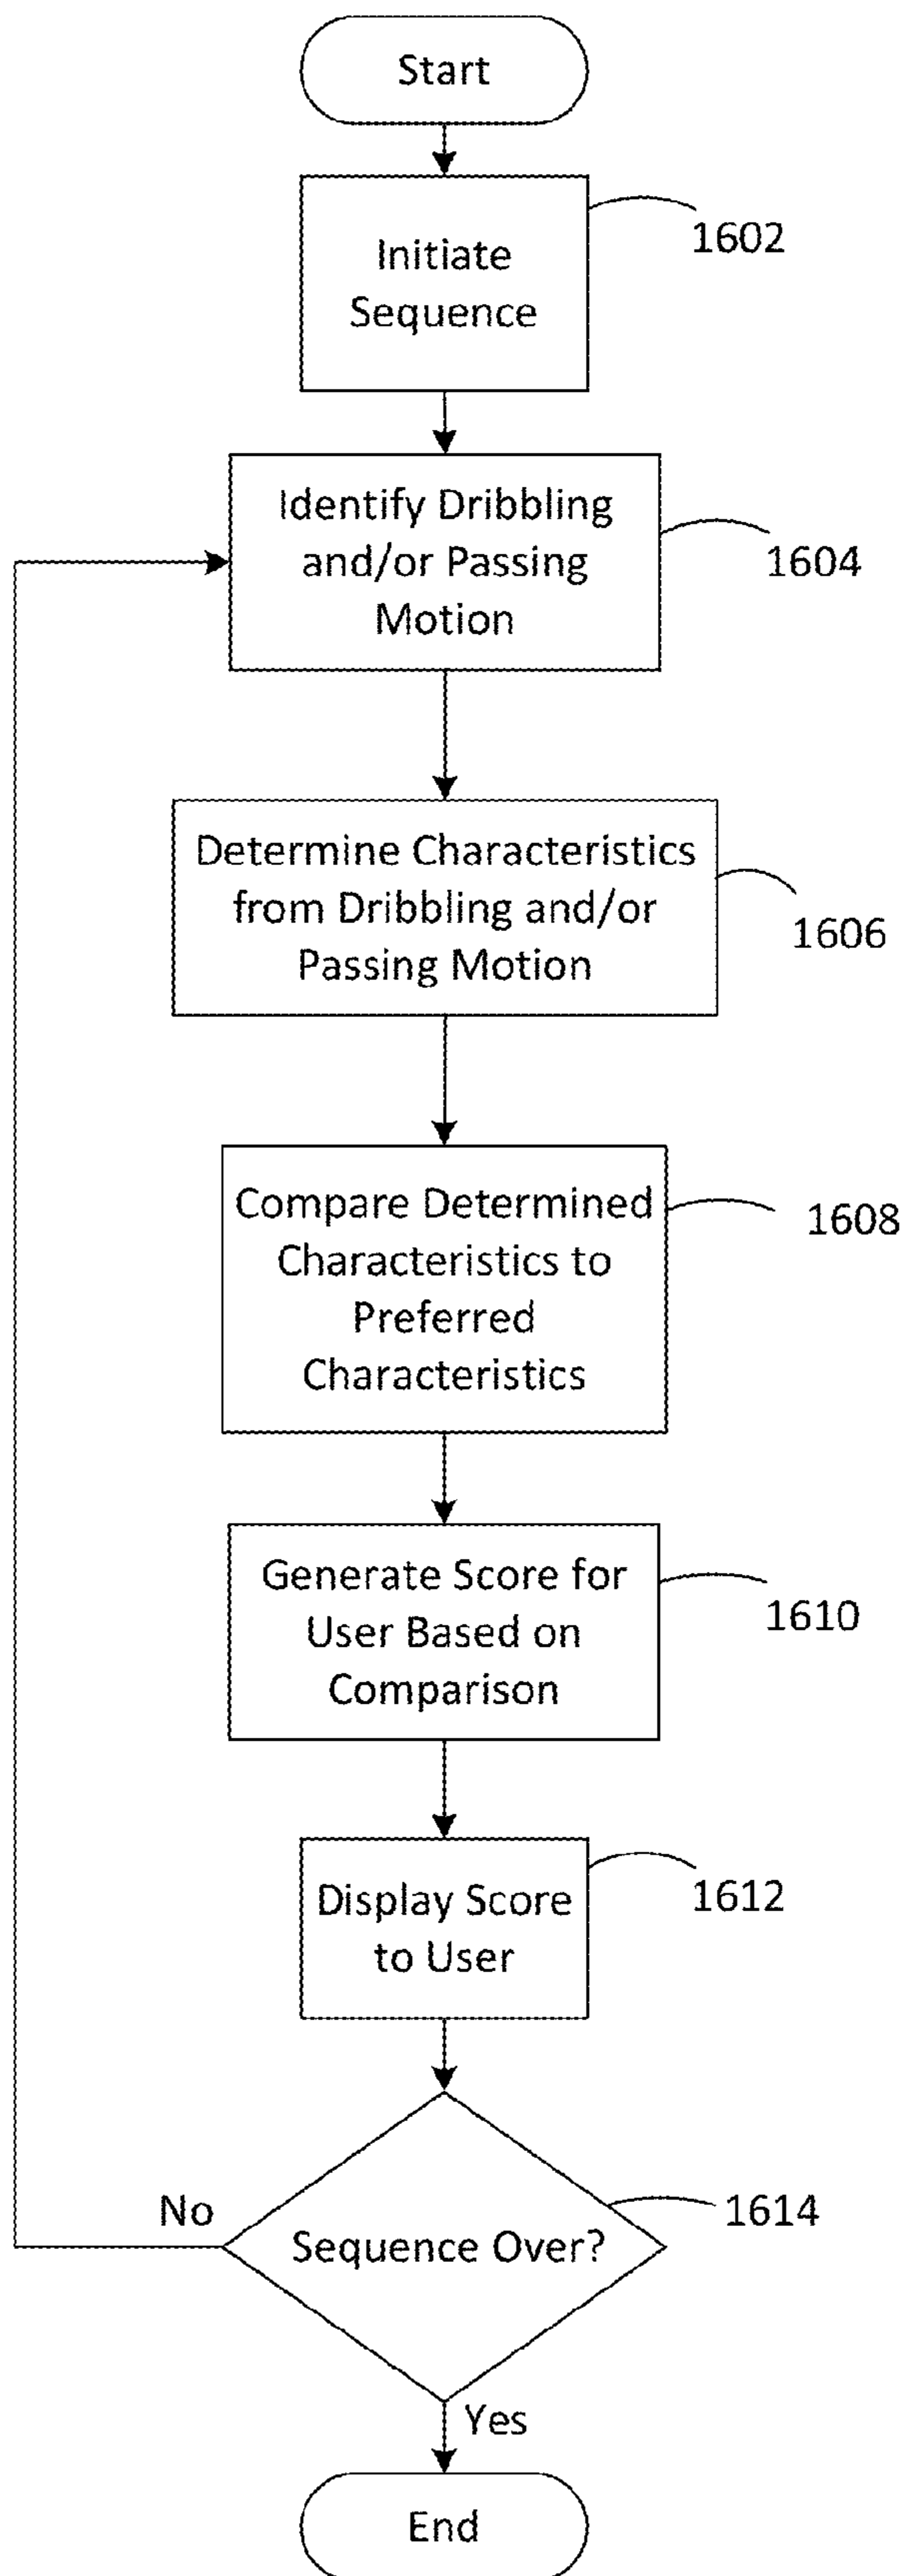 Start
Initiate
Sequence
1602
Identify Dribbling
and/or Passing
Motion
1604
Determine Characteristics
from Dribbling and/or
Passing Motion
1606
Compare Determined
Characteristics to
Preferred
Characteristics
1608
Generate Score for
User Based on
Comparison
1610
Display Score
to User
1612
Sequence Over?
1614
No
Yes
End